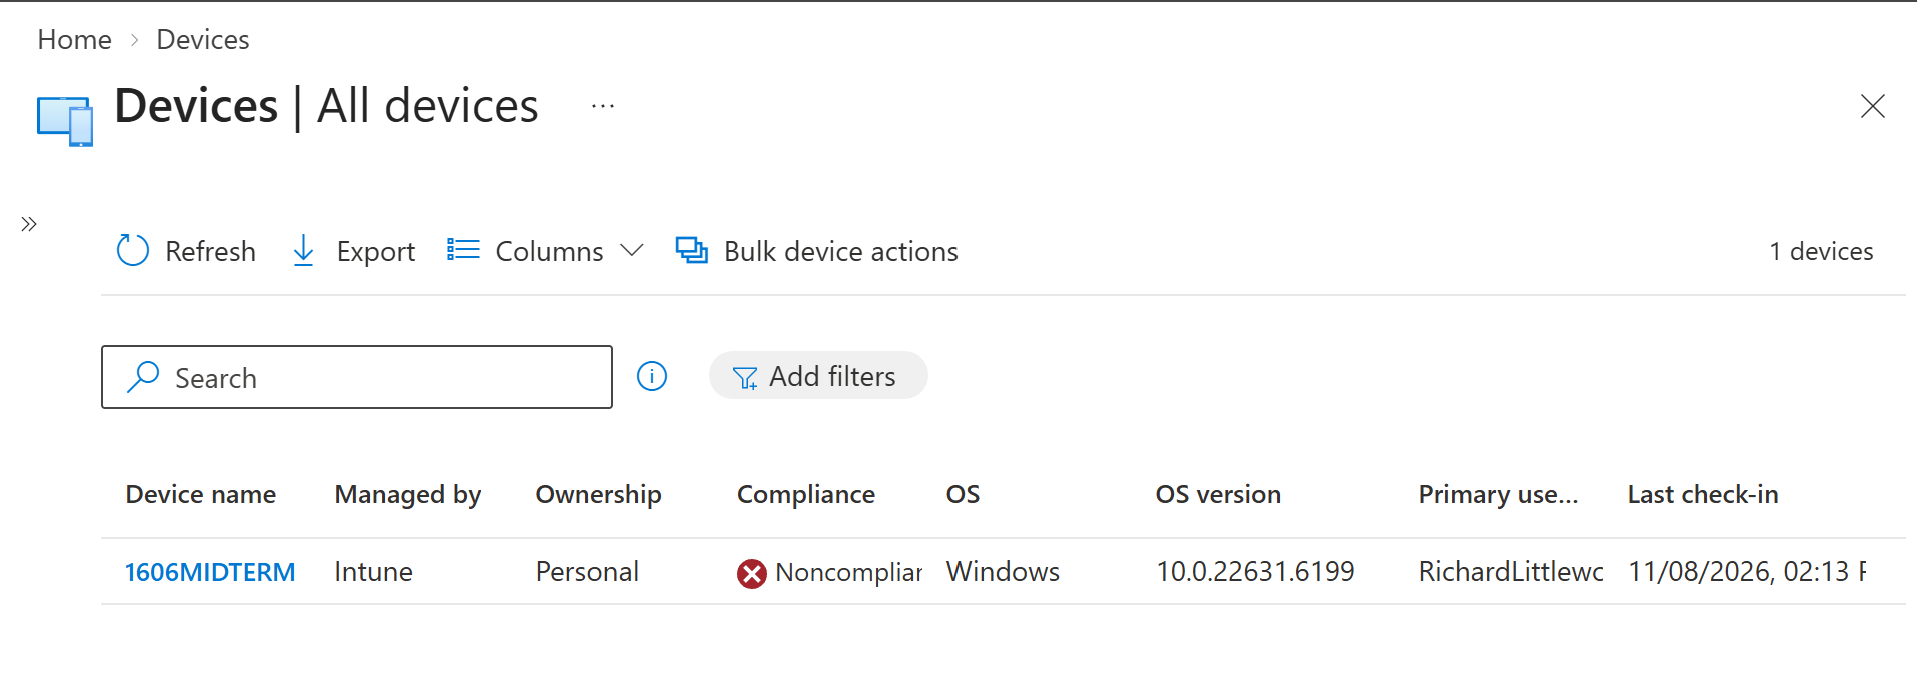 Home > Devices
Devices | All devices ...
Refresh Export Columns Bulk device actions 1 devices
Search Add filters
Device name Managed by Ownership Compliance OS OS version Primary use... Last check-in
1606MIDTERM Intune Personal Noncomplian Windows 10.0.22631.6199 RichardLittlewo 11/08/2026, 02:13 P